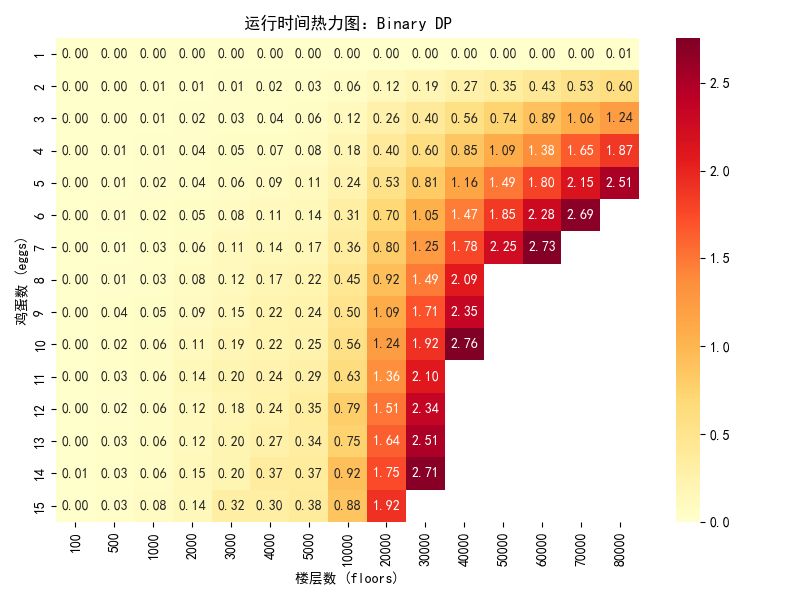 运行时间热力图: Binary DP
1 0.00 0.00 0.00 0.00 0.00 0.00 0.00 0.00 0.00 0.00 0.00 0.00 0.00 0.00 0.01
2 0.00 0.00 0.01 0.01 0.01 0.02 0.03 0.06 0.12 0.19 0.27 0.35 0.43 0.53 0.60
3 0.00 0.00 0.01 0.02 0.03 0.04 0.06 0.12 0.26 0.40 0.56 0.74 0.89 1.06 1.24
4 0.00 0.01 0.01 0.04 0.05 0.07 0.08 0.18 0.40 0.60 0.85 1.09 1.38 1.65 1.87
5 0.00 0.01 0.02 0.04 0.06 0.09 0.11 0.24 0.53 0.81 1.16 1.49 1.80 2.15 2.51
6 0.00 0.01 0.02 0.05 0.08 0.11 0.14 0.31 0.70 1.05 1.47 1.85 2.28 2.69
7 0.00 0.01 0.03 0.06 0.11 0.14 0.17 0.36 0.80 1.25 1.78 2.25 2.73
8 0.00 0.01 0.03 0.08 0.12 0.17 0.22 0.45 0.92 1.49 2.09
9 0.00 0.04 0.05 0.09 0.15 0.22 0.24 0.50 1.09 1.71 2.35
10 0.00 0.02 0.06 0.11 0.19 0.22 0.25 0.56 1.24 1.92 2.76
11 0.00 0.03 0.06 0.14 0.20 0.24 0.29 0.63 1.36 2.10
12 0.00 0.02 0.06 0.12 0.18 0.24 0.35 0.79 1.51 2.34
13 0.00 0.03 0.06 0.12 0.20 0.27 0.34 0.75 1.64 2.51
14 0.01 0.03 0.06 0.15 0.20 0.37 0.37 0.92 1.75 2.71
15 0.00 0.03 0.08 0.14 0.32 0.30 0.38 0.88 1.92
鸡蛋数 (eggs)
100 500 1000 2000 3000 4000 5000 10000 20000 30000 40000 50000 60000 70000 80000
楼层数 (floors)
2.5
2.0
1.5
1.0
0.5
0.0